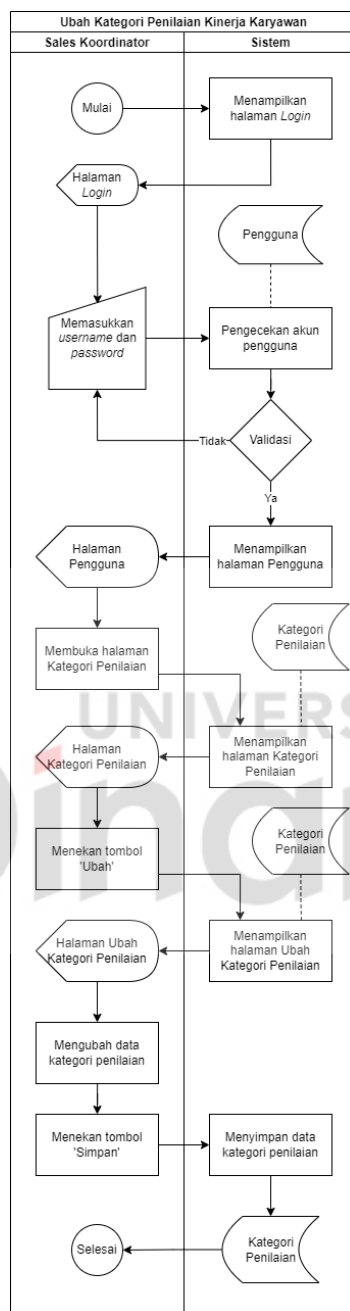 Ubah Kategori Penilaian Kinerja Karyawan
Sales Koordinator
Sistem
Mulai
Menampilkan
halaman Login
Halaman
Login
Pengguna
Memasukkan
username dan
password
Pengecekan akun
pengguna
Tidak
Validasi
Ya
Halaman
Pengguna
Menampilkan
halaman Pengguna
Membuka halaman
Kategori Penilaian
Kategori
Penilaian
UNIVERS
Halaman
Kategori Penilaian
Menampilkan
halaman Kategori
Penilaian
Dinam
Menekan tombol
'Ubah'
Kategori
Penilaian
Halaman Ubah
Kategori Penilaian
Menampilkan
halaman Ubah
Kategori Penilaian
Mengubah data
kategori penilaian
Menekan tombol
'Simpan'
Menyimpan data
kategori penilaian
Selesai
Kategori
Penilaian